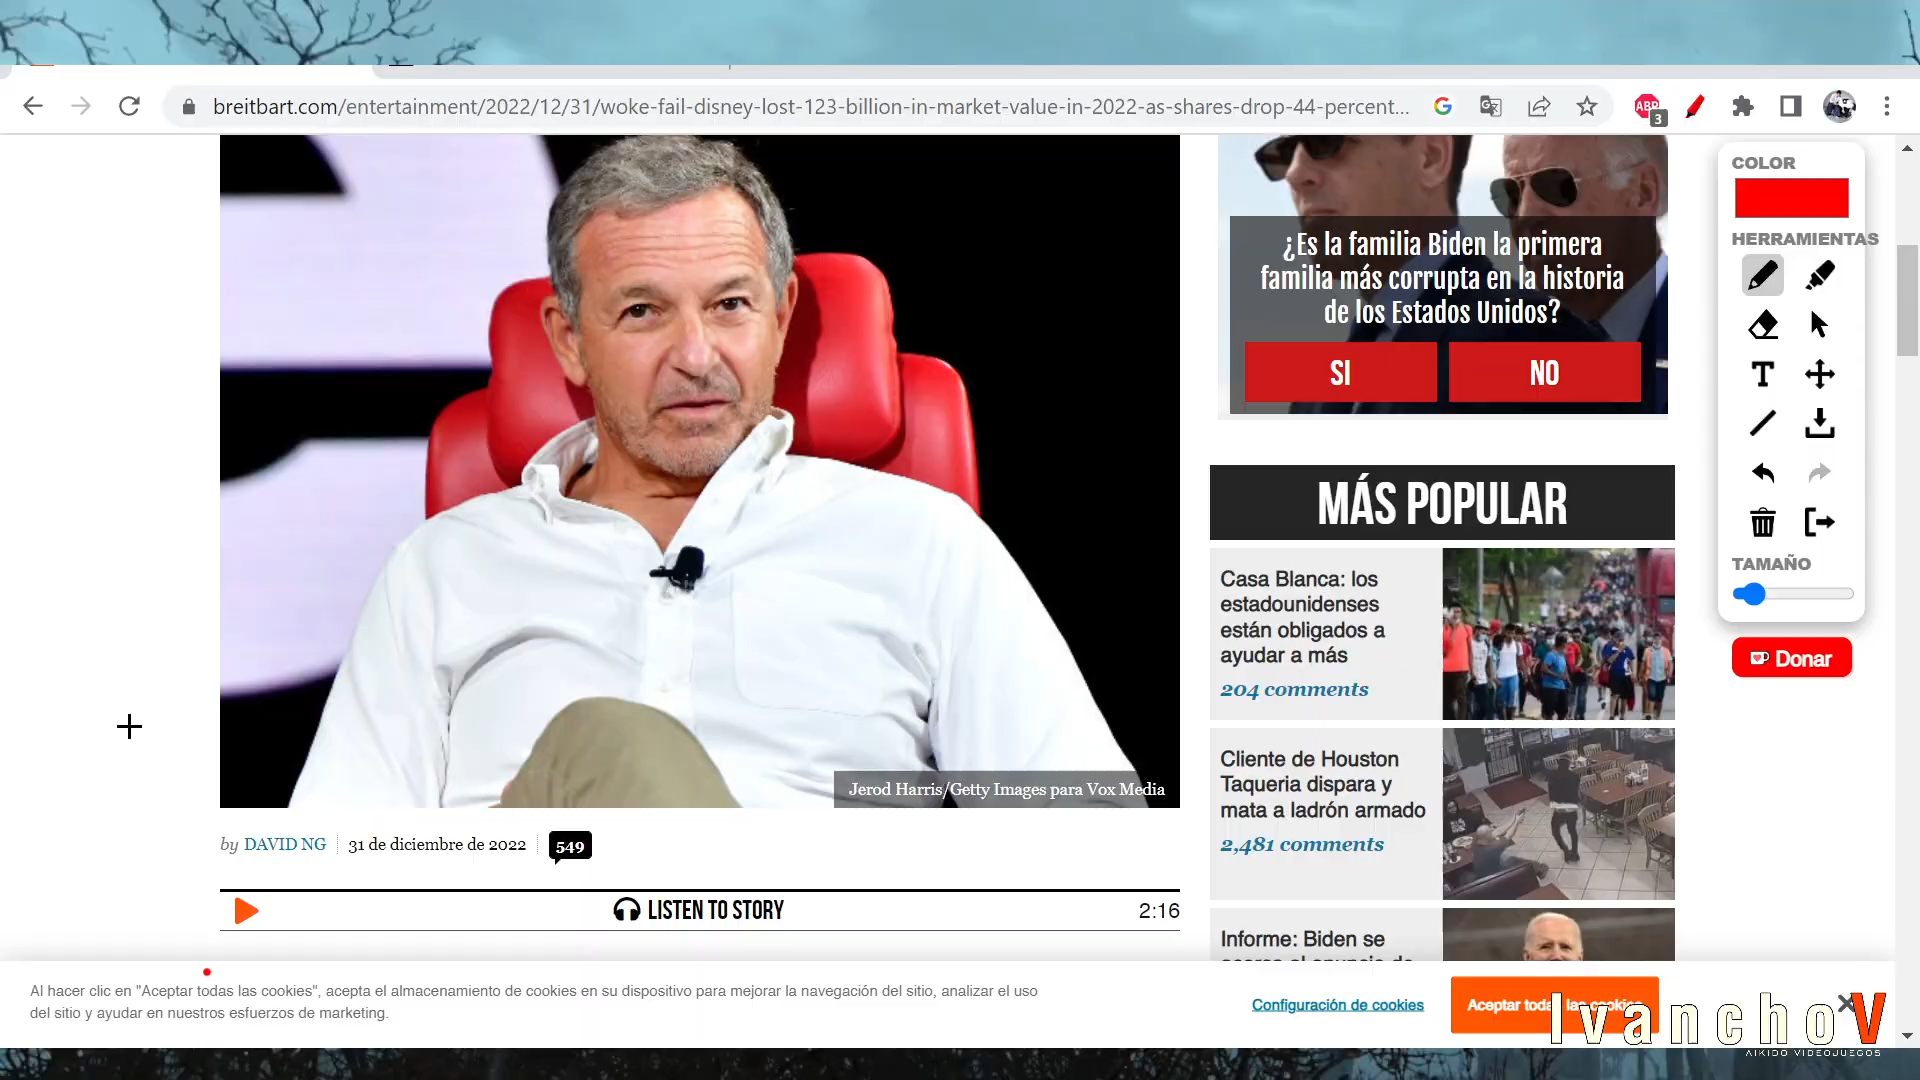 breitbart.com/entertainment/2022/12/31/woke-fail-disney-lost-123-billion-in-market-value-in-2022-as-shares-drop-44-percent...
ABP
3
¿Es la familia Biden la primera
familia más corrupta en la historia
de los Estados Unidos?
SI
NO
COLOR
HERRAMIENTAS
TAMAÑO
Donar
MÁS POPULAR
Casa Blanca: los
estadounidenses
están obligados a
ayudar a más
204 comments
Cliente de Houston
Taqueria dispara y
mata a ladrón armado
2,481 comments
Informe: Biden se
Jerod Harris/Getty Images para Vox Media
by DAVID NG
31 de diciembre de 2022
549
LISTEN TO STORY
2:16
Al hacer clic en "Aceptar todas las cookies", acepta el almacenamiento de cookies en su dispositivo para mejorar la navegación del sitio, analizar el uso
del sitio y ayudar en nuestros esfuerzos de marketing.
Configuración de cookies
Aceptar todas las cookies
IvanchoV
AIKIDO VIDEOJUEGOS